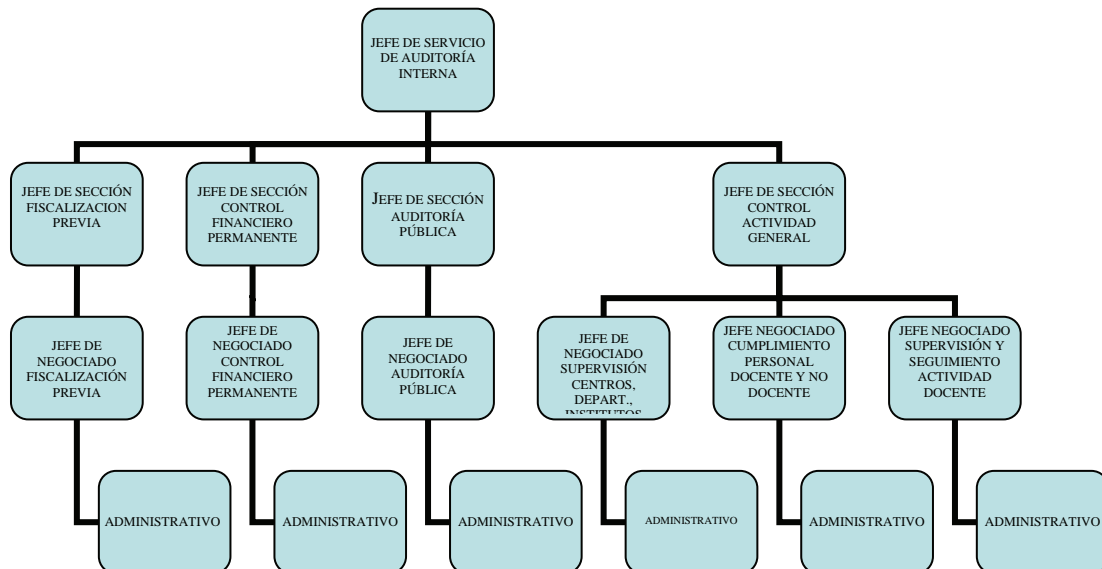 JEFE DE SERVICIO
DE AUDITORÍA
INTERNA
JEFE DE SECCIÓN
FISCALIZACION
PREVIA
JEFE DE SECCIÓN
CONTROL
FINANCIERO
PERMANENTE
JEFE DE SECCIÓN
AUDITORÍA
PÚBLICA
JEFE DE SECCIÓN
CONTROL
ACTIVIDAD
GENERAL
JEFE DE
NEGOCIADO
FISCALIZACIÓN
PREVIA
JEFE DE
NEGOCIADO
CONTROL
FINANCIERO
PERMANENTE
JEFE DE
NEGOCIADO
AUDITORÍA
PÚBLICA
JEFE DE
NEGOCIADO
SUPERVISIÓN
CENTROS,
DEPART.,
INSTITUTOS
JEFE NEGOCIADO
CUMPLIMIENTO
PERSONAL
DOCENTE Y NO
DOCENTE
JEFE NEGOCIADO
SUPERVISIÓN Y
SEGUIMIENTO
ACTIVIDAD
DOCENTE
ADMINISTRATIVO
ADMINISTRATIVO
ADMINISTRATIVO
ADMINISTRATIVO
ADMINISTRATIVO
ADMINISTRATIVO